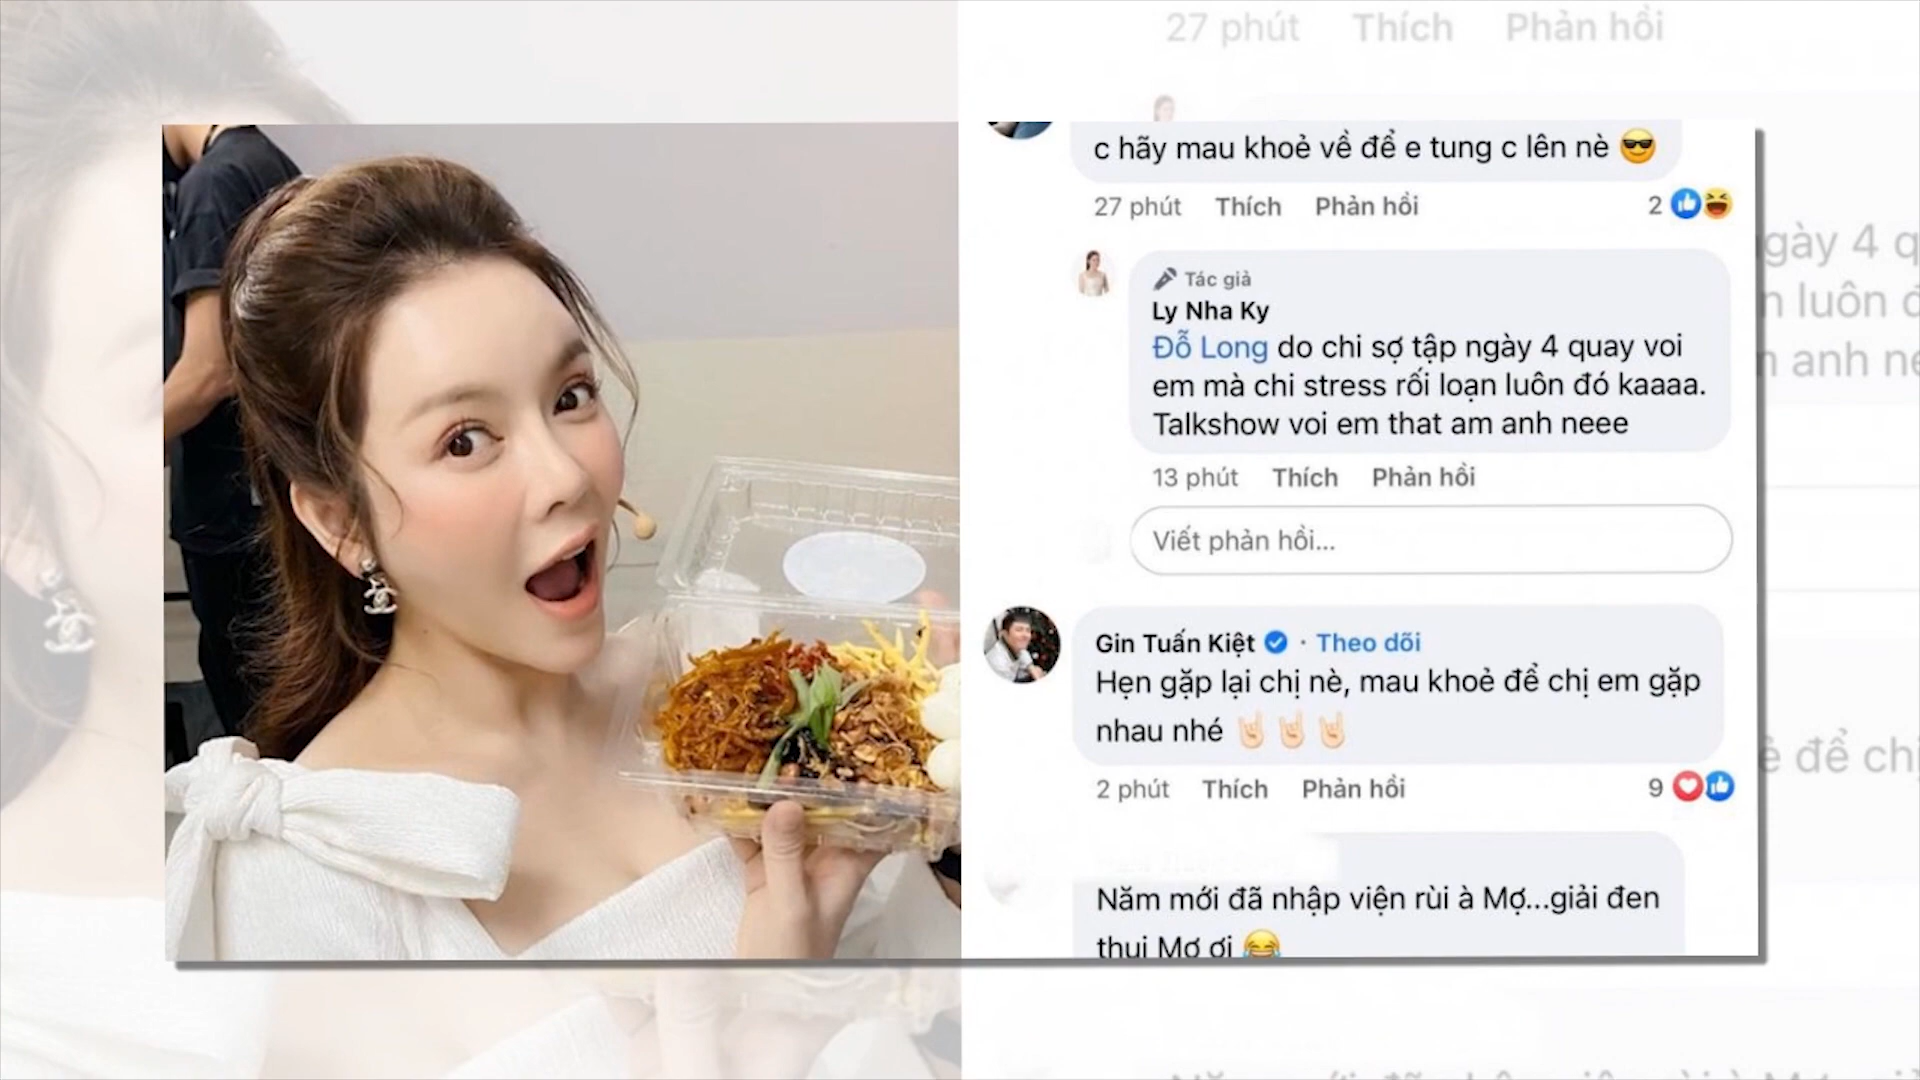 27 phút Thích Phản hồi
c hãy mau khoẻ về để e tung c lên nè 😎
27 phút Thích Phản hồi
2
Tác giả
Ly Nha Ky
Đỗ Long do chi sợ tập ngày 4 quay voi
em mà chi stress rối loạn luôn đó kaaaa.
Talkshow voi em that am anh neee
13 phút Thích Phản hồi
Viết phản hồi...
Gin Tuấn Kiệt · Theo dõi
Hẹn gặp lại chị nè, mau khoẻ để chị em gặp
nhau nhé 🤘🏻🤘🏻🤘🏻
2 phút Thích Phản hồi
9
Năm mới đã nhập viện rùi à Mợ...giải đen
thui Mợ ơi 😂